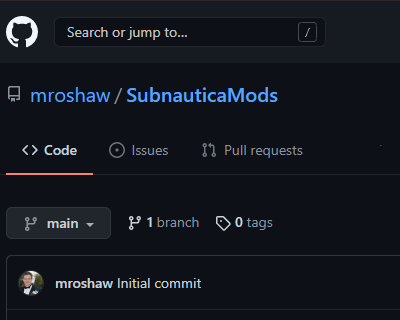 Search or jump to... /
mroshaw / SubnauticaMods
Code Issues Pull requests
main 1 branch 0 tags
mroshaw Initial commit